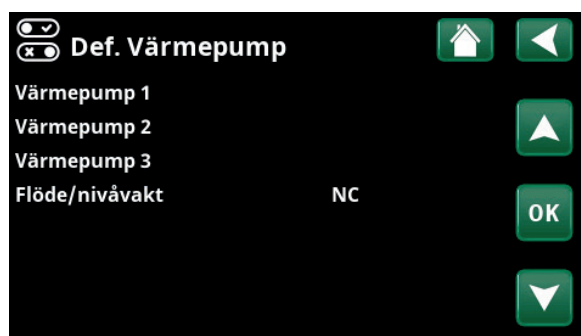 Def. Värmepump
Värmepump 1
Värmepump 2
Värmepump 3
Flöde/nivåvakt NC
OK